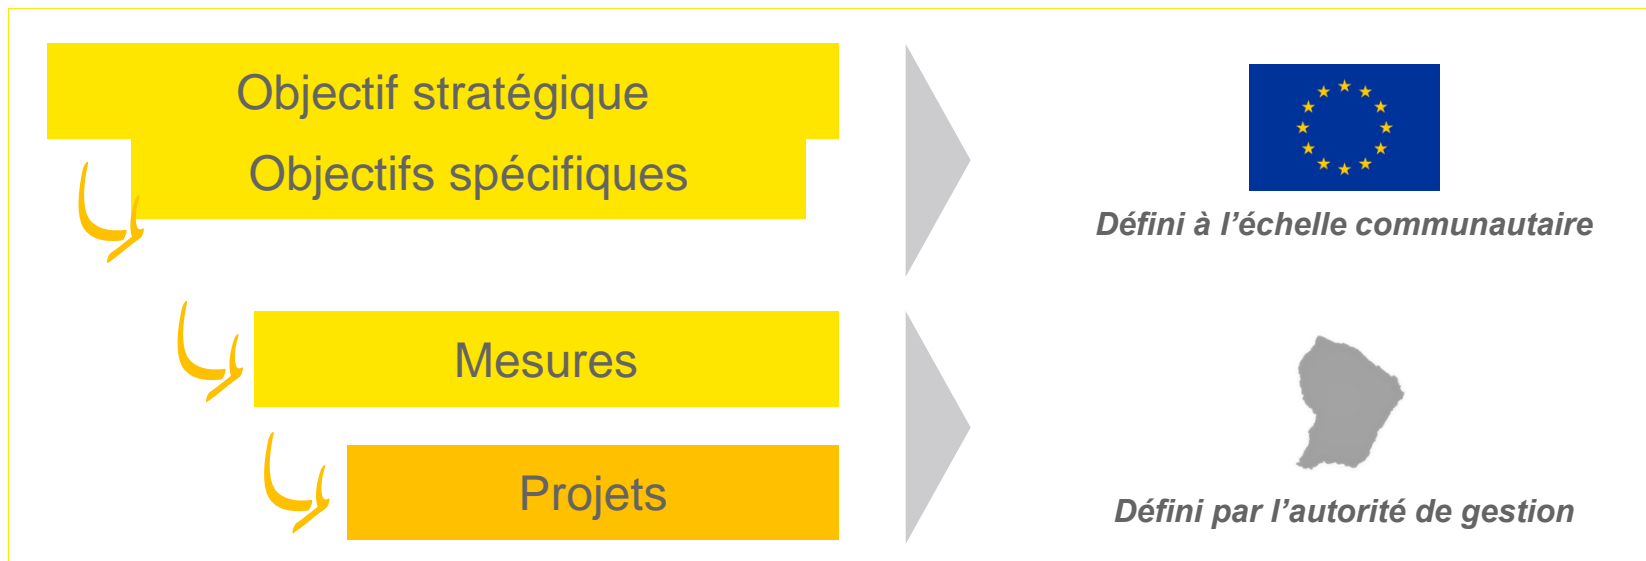 Objectif stratégique
Objectifs spécifiques
Défini à l’échelle communautaire
Mesures
Projets
Défini par l’autorité de gestion